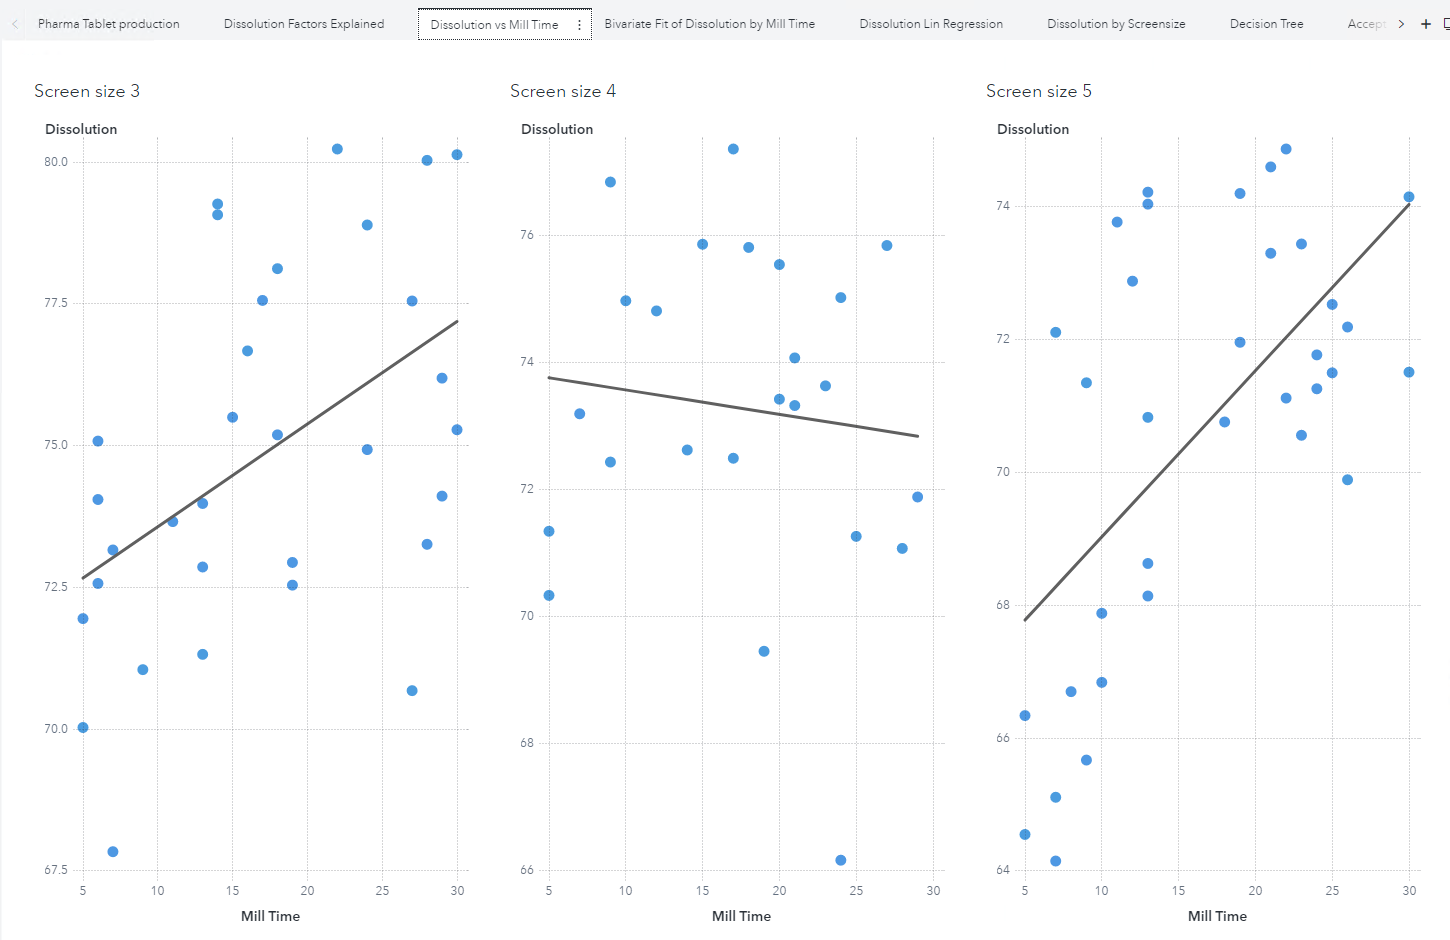 Pharma Tablet production Dissolution Factors Explained Dissolution vs Mill Time Bivariate Fit of Dissolution by Mill Time Dissolution Lin Regression Dissolution by Screensize Decision Tree Accept
Screen size 3
Dissolution
80.0
77.5
75.0
72.5
70.0
67.5
5 10 15 20 25 30
Mill Time
Screen size 4
Dissolution
76
74
72
70
68
66
5 10 15 20 25 30
Mill Time
Screen size 5
Dissolution
74
72
70
68
66
64
5 10 15 20 25 30
Mill Time